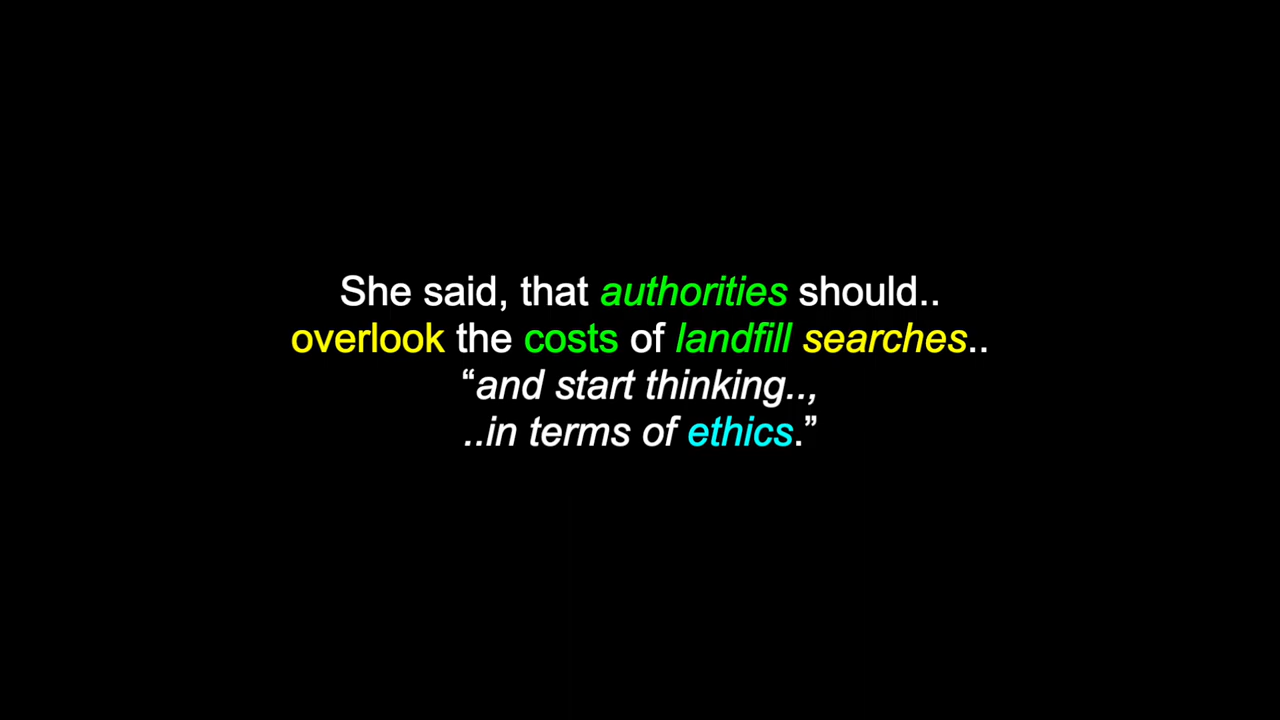 She said, that authorities should..
overlook the costs of landfill searches..
“and start thinking..,
..in terms of ethics.”